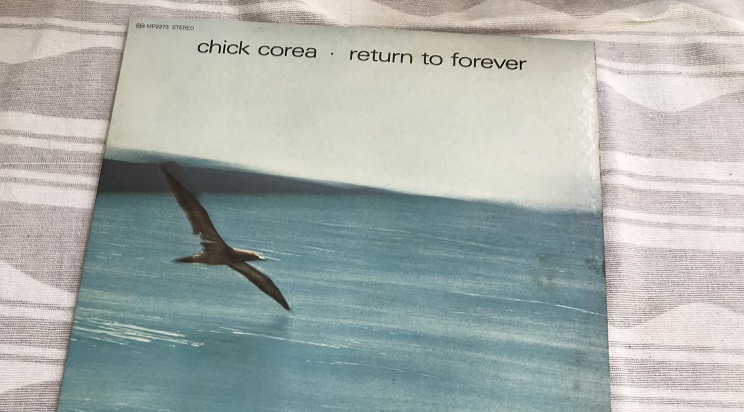 MP2273 STEREO
chick corea · return to forever